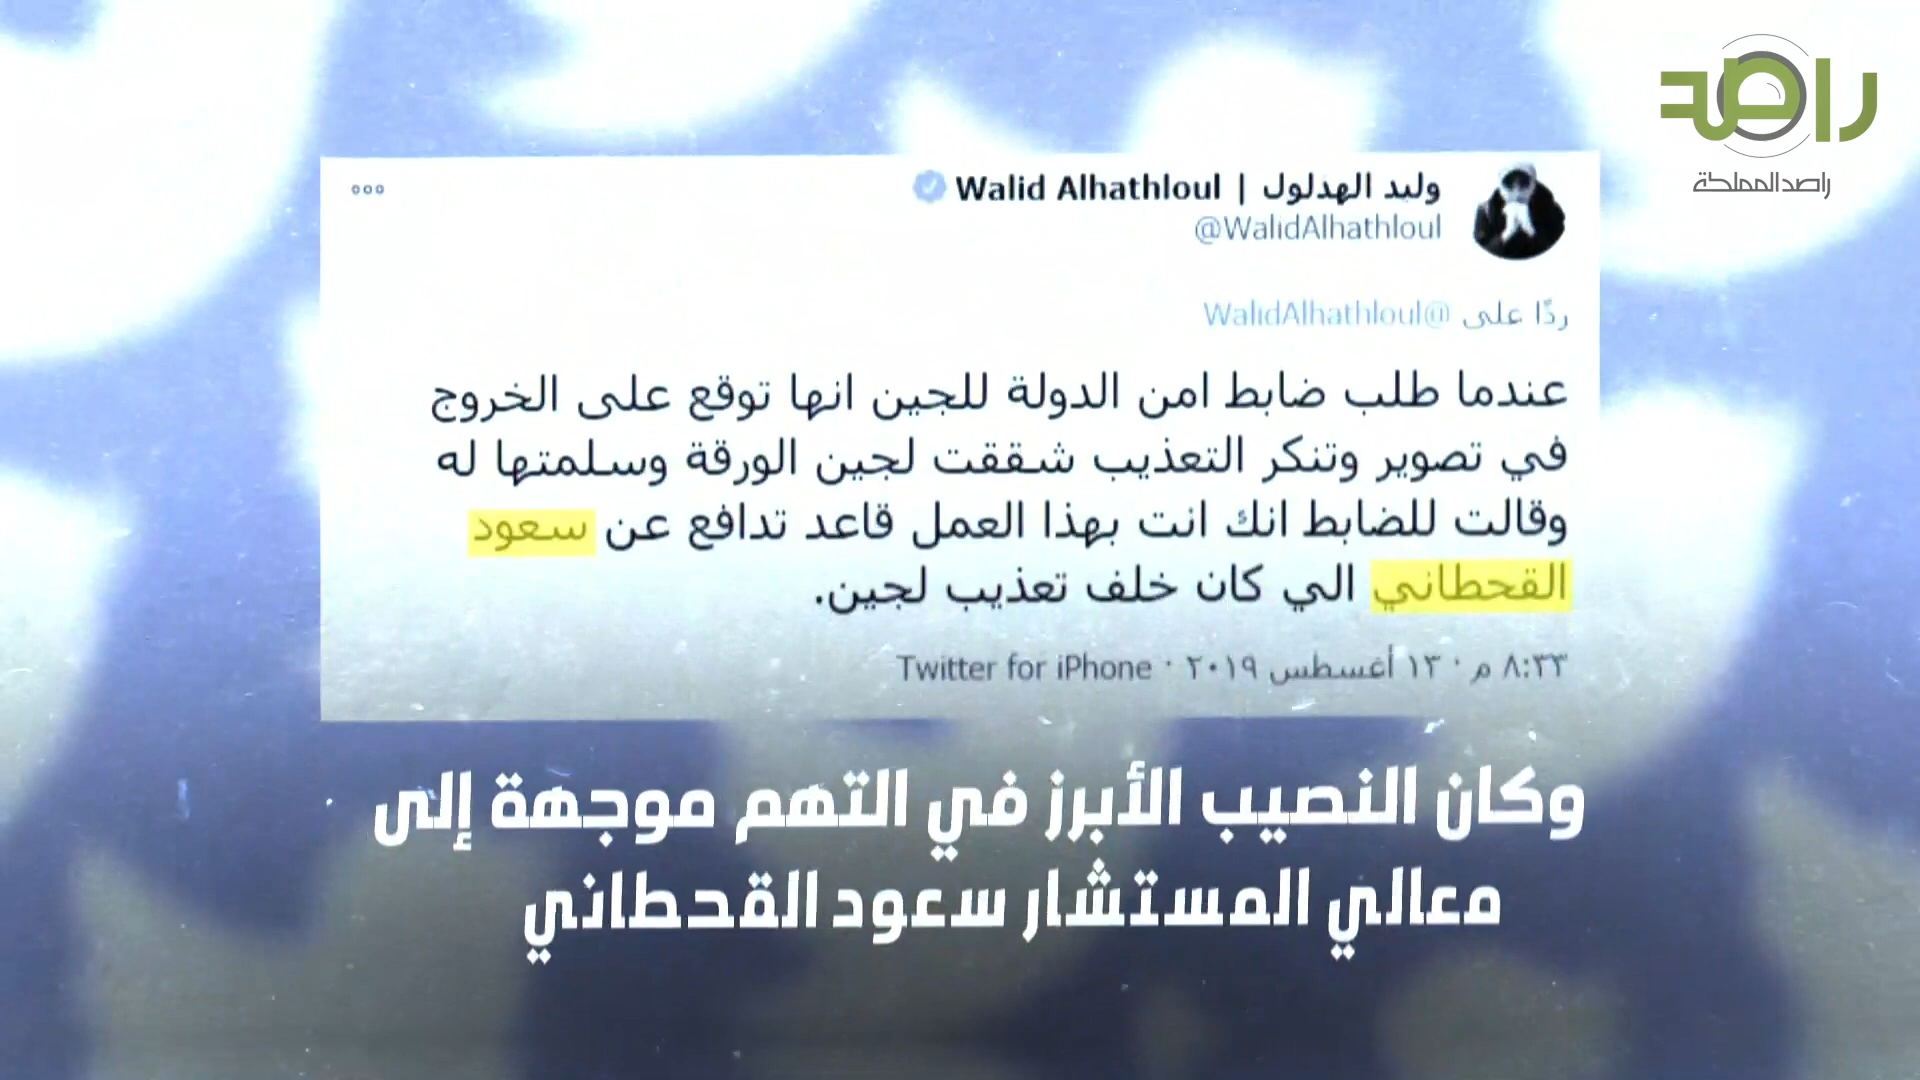 راصد
راصد المملكة
وليد الهذلول | Walid Alhathloul
@WalidAlhathloul
ردًا على @WalidAlhathloul
عندما طلب ضابط امن الدولة للجين انها توقع على الخروج
في تصوير وتنكر التعذيب شققت لجين الورقة وسلمتها له
وقالت للضابط انك انت بهذا العمل قاعد تدافع عن سعود
القحطاني الي كان خلف تعذيب لجين.
٨:٣٣ م · ١٣ أغسطس ٢٠١٩ · Twitter for iPhone
وكان النصيب الأبرز في التهم موجهة إلى
معالي المستشار سعود القحطاني